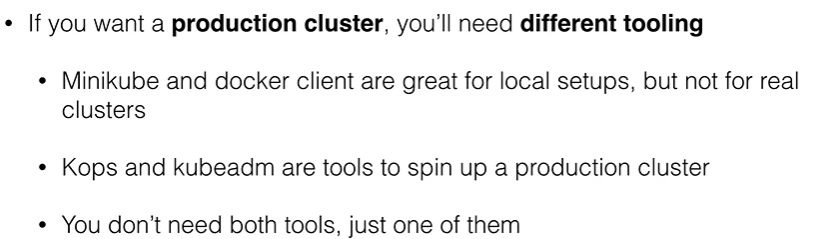 • If you want a production cluster, you’ll need different tooling
• Minikube and docker client are great for local setups, but not for real
clusters
• Kops and kubeadm are tools to spin up a production cluster
• You don’t need both tools, just one of them